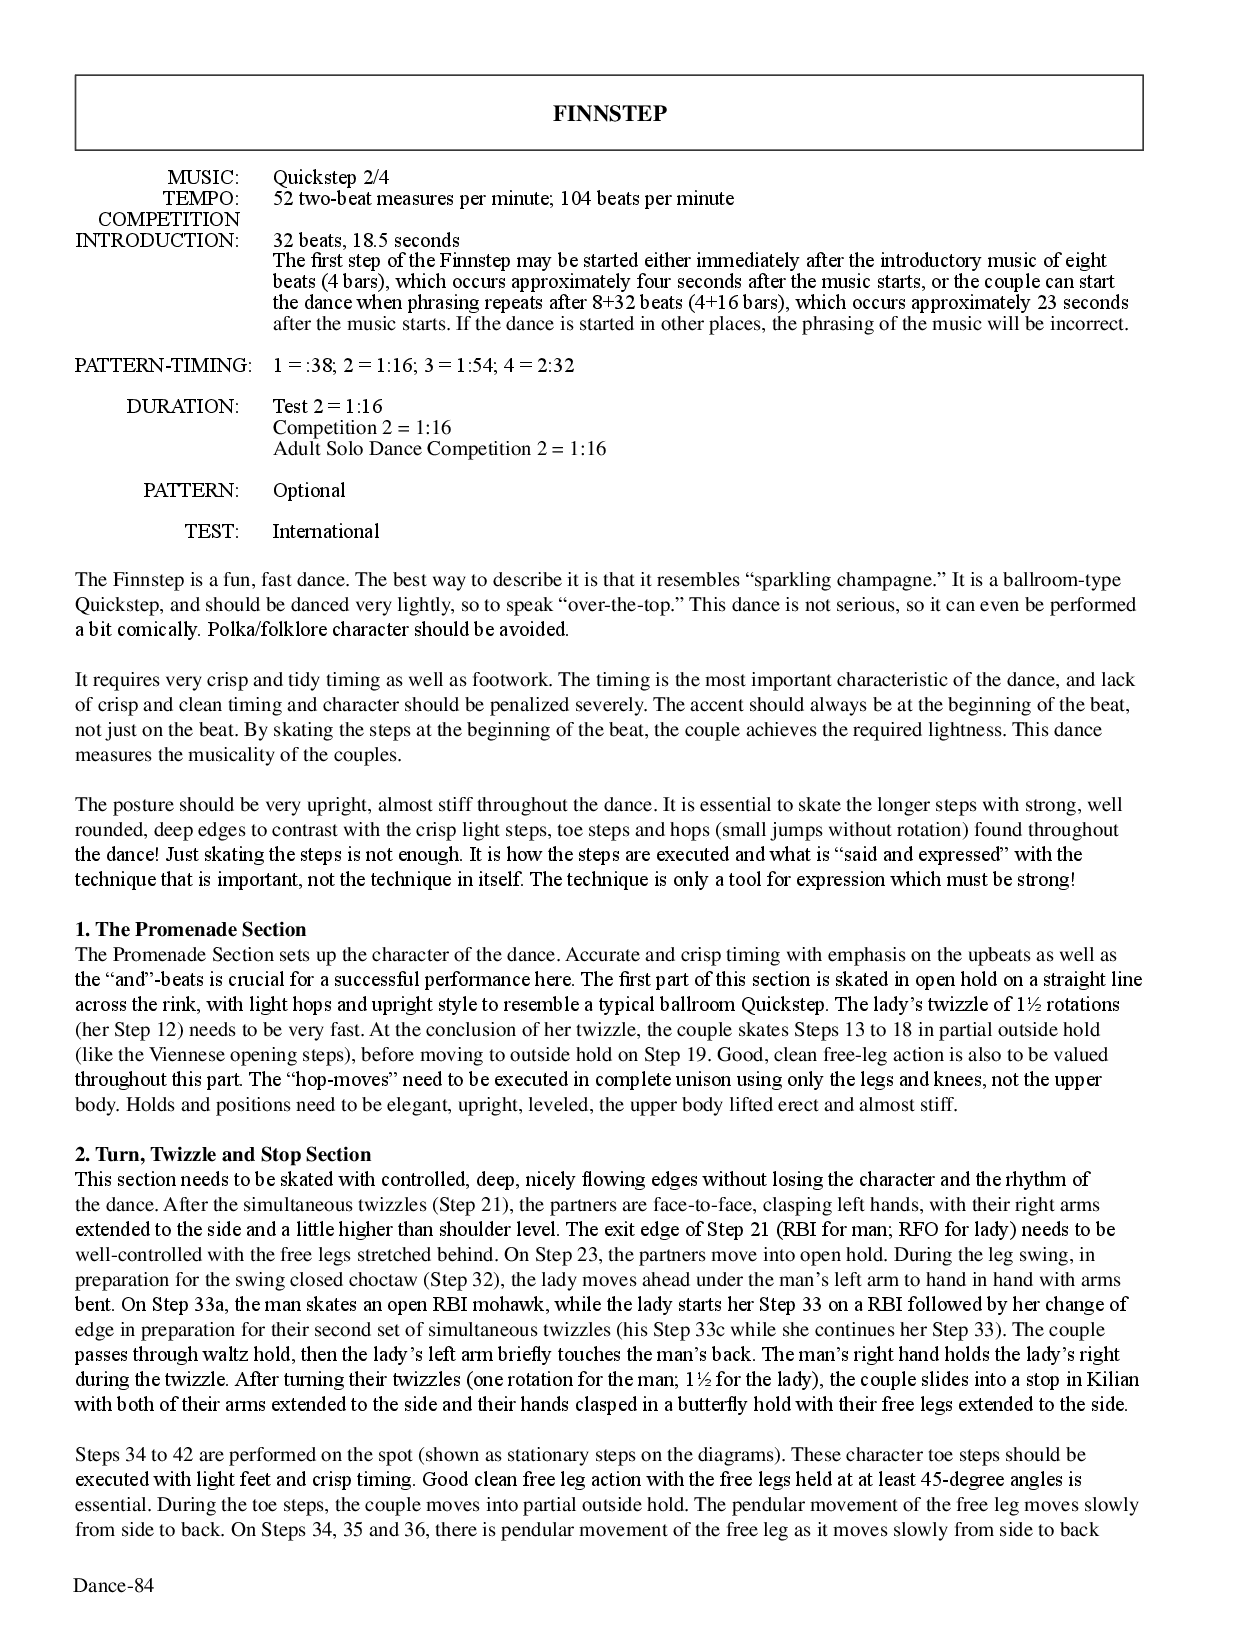 FINNSTEP
MUSIC: Quickstep 2/4
TEMPO: 52 two-beat measures per minute; 104 beats per minute
COMPETITION
INTRODUCTION: 32 beats, 18.5 seconds
The first step of the Finnstep may be started either immediately after the introductory music of eight
beats (4 bars), which occurs approximately four seconds after the music starts, or the couple can start
the dance when phrasing repeats after 8+32 beats (4+16 bars), which occurs approximately 23 seconds
after the music starts. If the dance is started in other places, the phrasing of the music will be incorrect.
PATTERN-TIMING: 1 = :38; 2 = 1:16; 3 = 1:54; 4 = 2:32
DURATION: Test 2 = 1:16
Competition 2 = 1:16
Adult Solo Dance Competition 2 = 1:16
PATTERN: Optional
TEST: International
The Finnstep is a fun, fast dance. The best way to describe it is that it resembles “sparkling champagne.” It is a ballroom-type
Quickstep, and should be danced very lightly, so to speak “over-the-top.” This dance is not serious, so it can even be performed
a bit comically. Polka/folklore character should be avoided.
It requires very crisp and tidy timing as well as footwork. The timing is the most important characteristic of the dance, and lack
of crisp and clean timing and character should be penalized severely. The accent should always be at the beginning of the beat,
not just on the beat. By skating the steps at the beginning of the beat, the couple achieves the required lightness. This dance
measures the musicality of the couples.
The posture should be very upright, almost stiff throughout the dance. It is essential to skate the longer steps with strong, well
rounded, deep edges to contrast with the crisp light steps, toe steps and hops (small jumps without rotation) found throughout
the dance! Just skating the steps is not enough. It is how the steps are executed and what is “said and expressed” with the
technique that is important, not the technique in itself. The technique is only a tool for expression which must be strong!
1. The Promenade Section
The Promenade Section sets up the character of the dance. Accurate and crisp timing with emphasis on the upbeats as well as
the “and”-beats is crucial for a successful performance here. The first part of this section is skated in open hold on a straight line
across the rink, with light hops and upright style to resemble a typical ballroom Quickstep. The lady’s twizzle of 1½ rotations
(her Step 12) needs to be very fast. At the conclusion of her twizzle, the couple skates Steps 13 to 18 in partial outside hold
(like the Viennese opening steps), before moving to outside hold on Step 19. Good, clean free-leg action is also to be valued
throughout this part. The “hop-moves” need to be executed in complete unison using only the legs and knees, not the upper
body. Holds and positions need to be elegant, upright, leveled, the upper body lifted erect and almost stiff.
2. Turn, Twizzle and Stop Section
This section needs to be skated with controlled, deep, nicely flowing edges without losing the character and the rhythm of
the dance. After the simultaneous twizzles (Step 21), the partners are face-to-face, clasping left hands, with their right arms
extended to the side and a little higher than shoulder level. The exit edge of Step 21 (RBI for man; RFO for lady) needs to be
well-controlled with the free legs stretched behind. On Step 23, the partners move into open hold. During the leg swing, in
preparation for the swing closed choctaw (Step 32), the lady moves ahead under the man’s left arm to hand in hand with arms
bent. On Step 33a, the man skates an open RBI mohawk, while the lady starts her Step 33 on a RBI followed by her change of
edge in preparation for their second set of simultaneous twizzles (his Step 33c while she continues her Step 33). The couple
passes through waltz hold, then the lady’s left arm briefly touches the man’s back. The man’s right hand holds the lady’s right
during the twizzle. After turning their twizzles (one rotation for the man; 1½ for the lady), the couple slides into a stop in Kilian
with both of their arms extended to the side and their hands clasped in a butterfly hold with their free legs extended to the side.
Steps 34 to 42 are performed on the spot (shown as stationary steps on the diagrams). These character toe steps should be
executed with light feet and crisp timing. Good clean free leg action with the free legs held at at least 45-degree angles is
essential. During the toe steps, the couple moves into partial outside hold. The pendular movement of the free leg moves slowly
from side to back. On Steps 34, 35 and 36, there is pendular movement of the free leg as it moves slowly from side to back
Dance-84